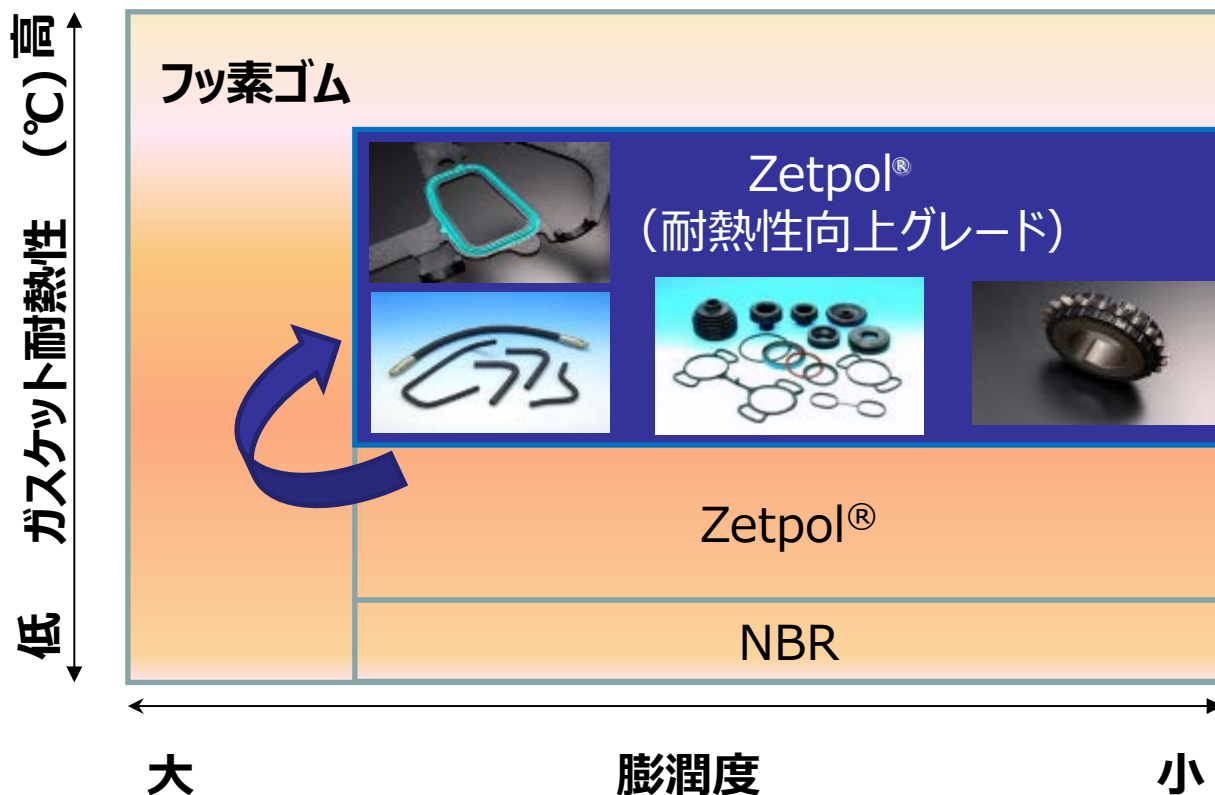 高
ガスケット耐熱性 (℃)
低
フッ素ゴム
Zetpol®
（耐熱性向上グレード）
Zetpol®
NBR
大
膨潤度
小